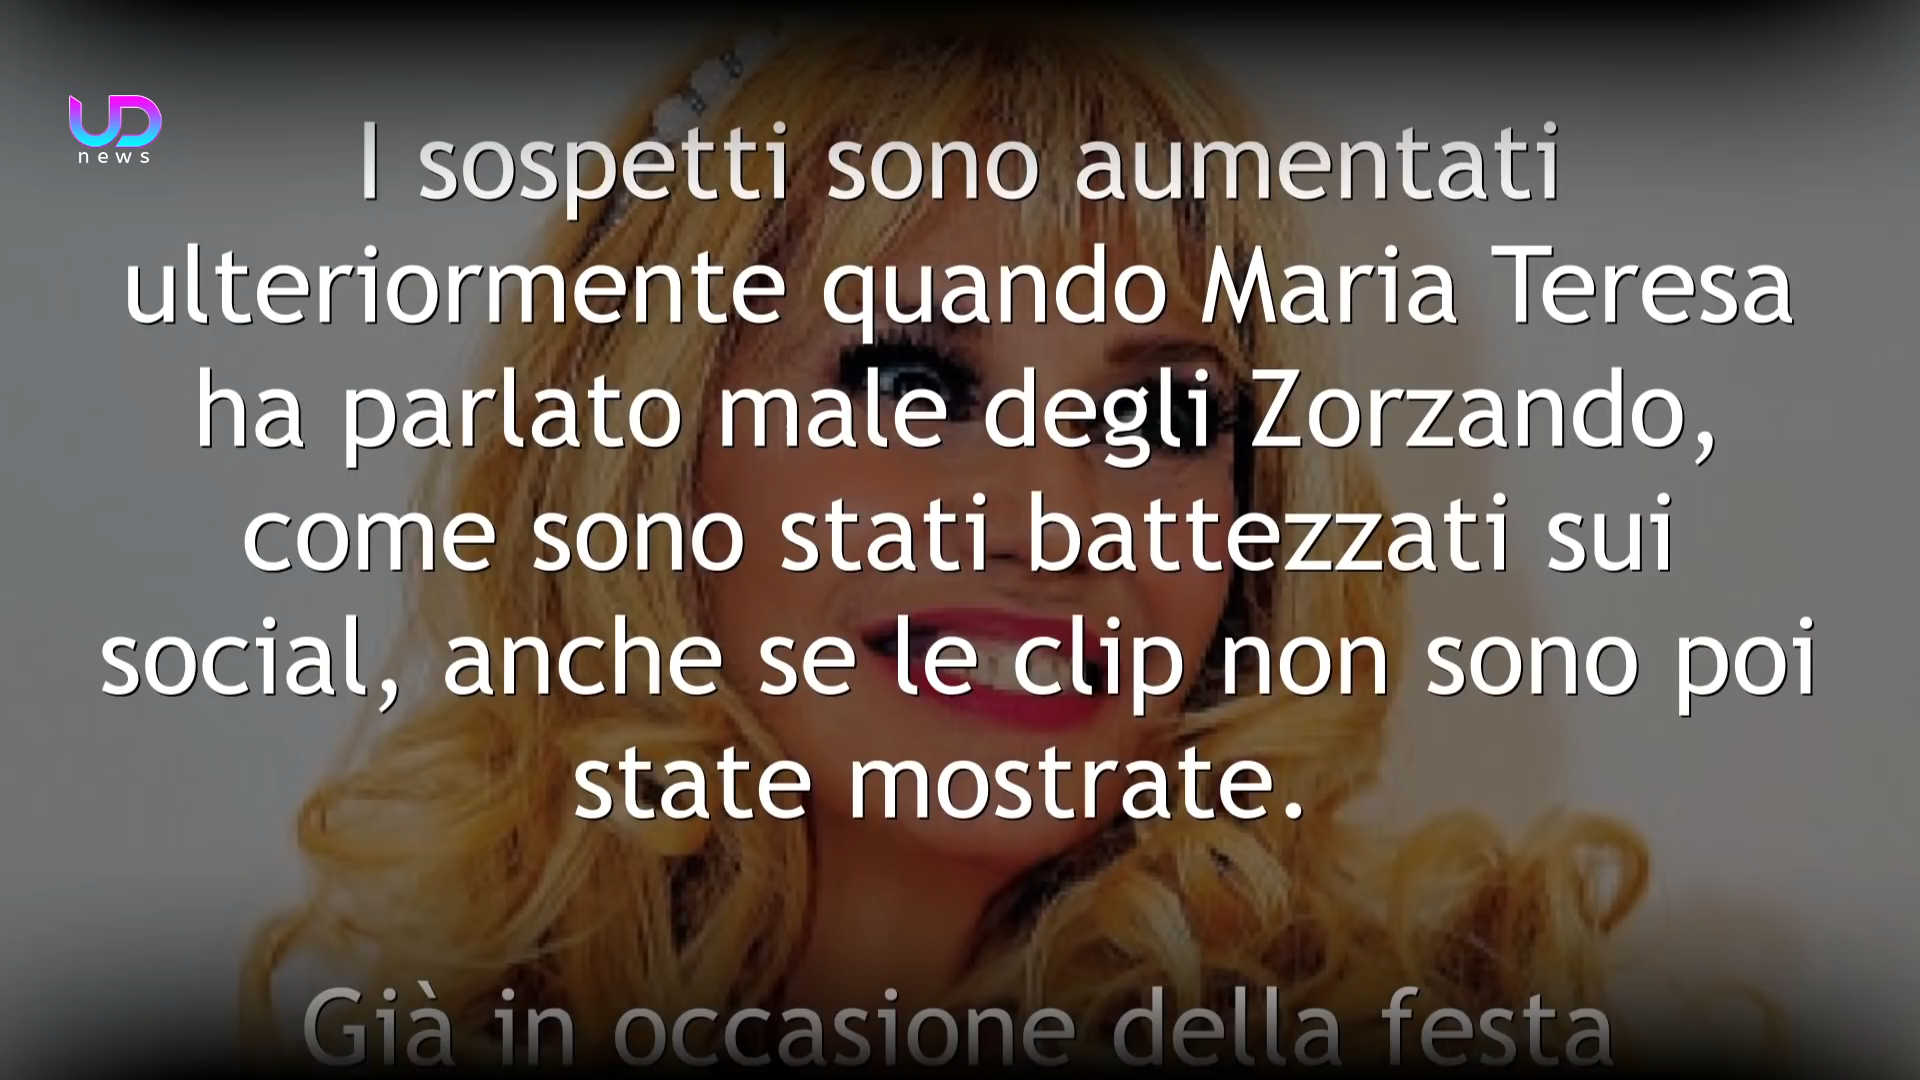 UD
news
I sospetti sono aumentati
ulteriormente quando Maria Teresa
ha parlato male degli Zorzando,
come sono stati battezzati sui
social, anche se le clip non sono poi
state mostrate.
Già in occasione della festa